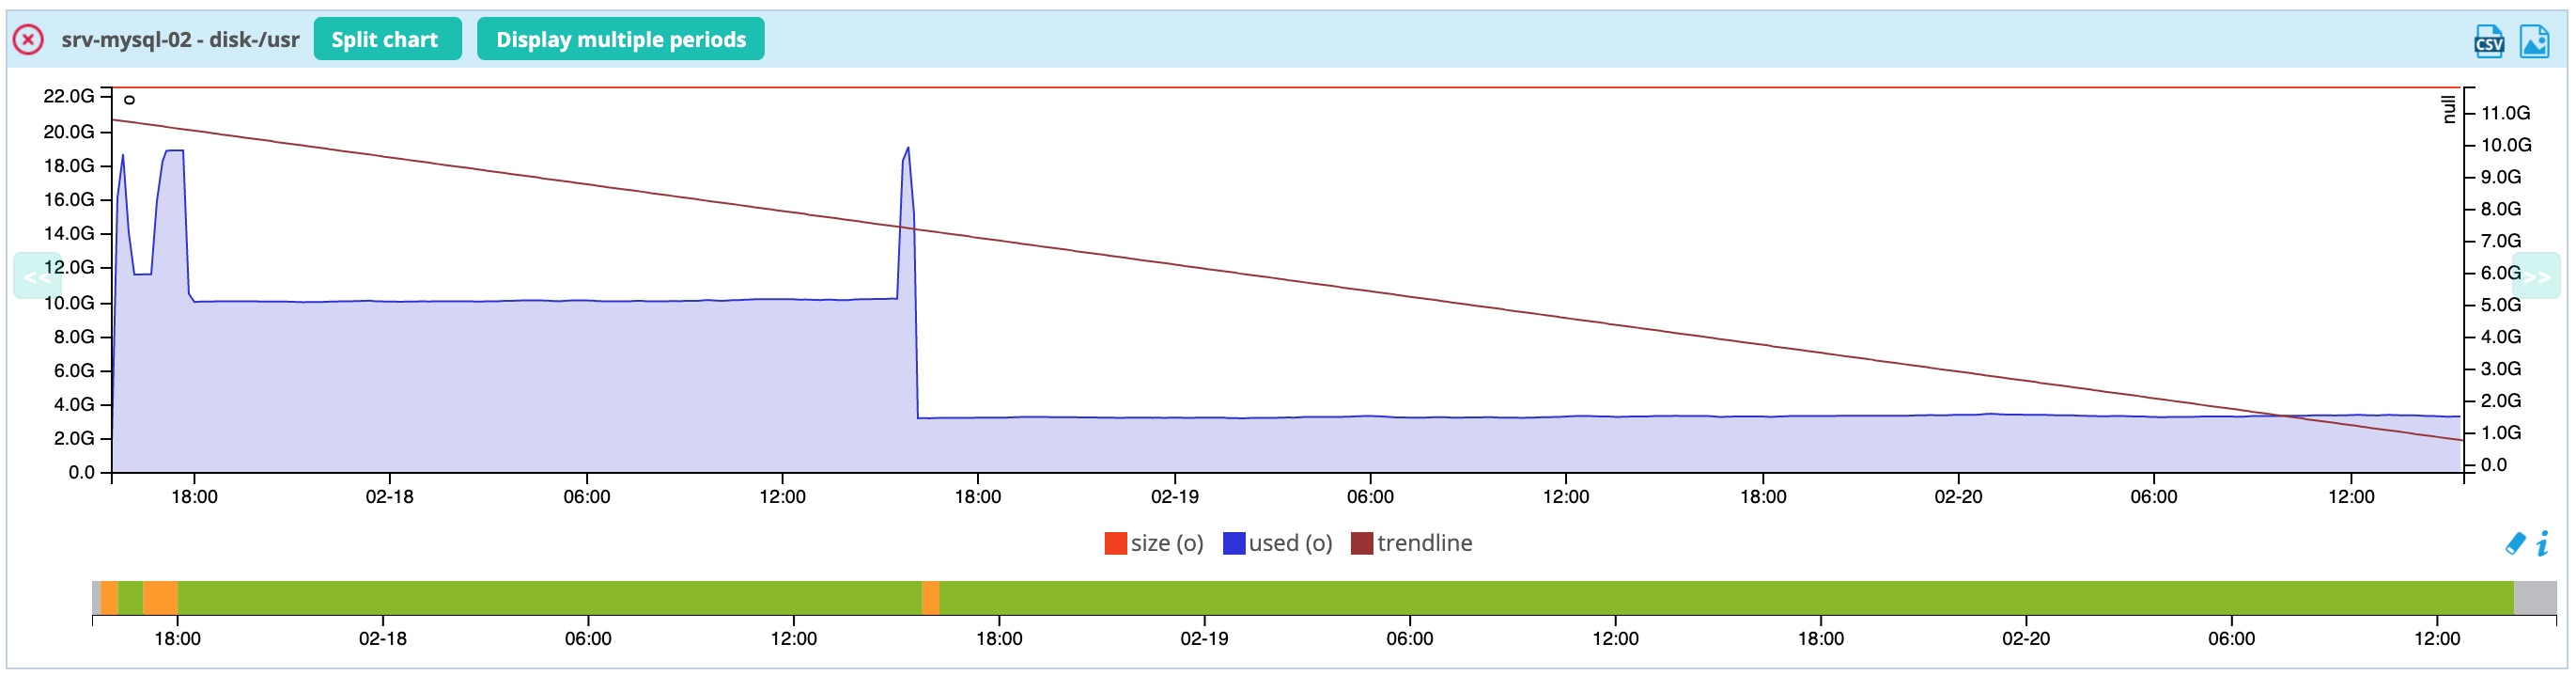 srv-mysql-02 - disk-/usr Split chart Display multiple periods CSV
22.0G
20.0G
18.0G
16.0G
14.0G
12.0G
10.0G
8.0G
6.0G
4.0G
2.0G
0.0
o
null
11.0G
10.0G
9.0G
8.0G
7.0G
6.0G
5.0G
4.0G
3.0G
2.0G
1.0G
0.0
<<
>>
18:00 02-18 06:00 12:00 18:00 02-19 06:00 12:00 18:00 02-20 06:00 12:00
size (o) used (o) trendline
i
18:00 02-18 06:00 12:00 18:00 02-19 06:00 12:00 18:00 02-20 06:00 12:00